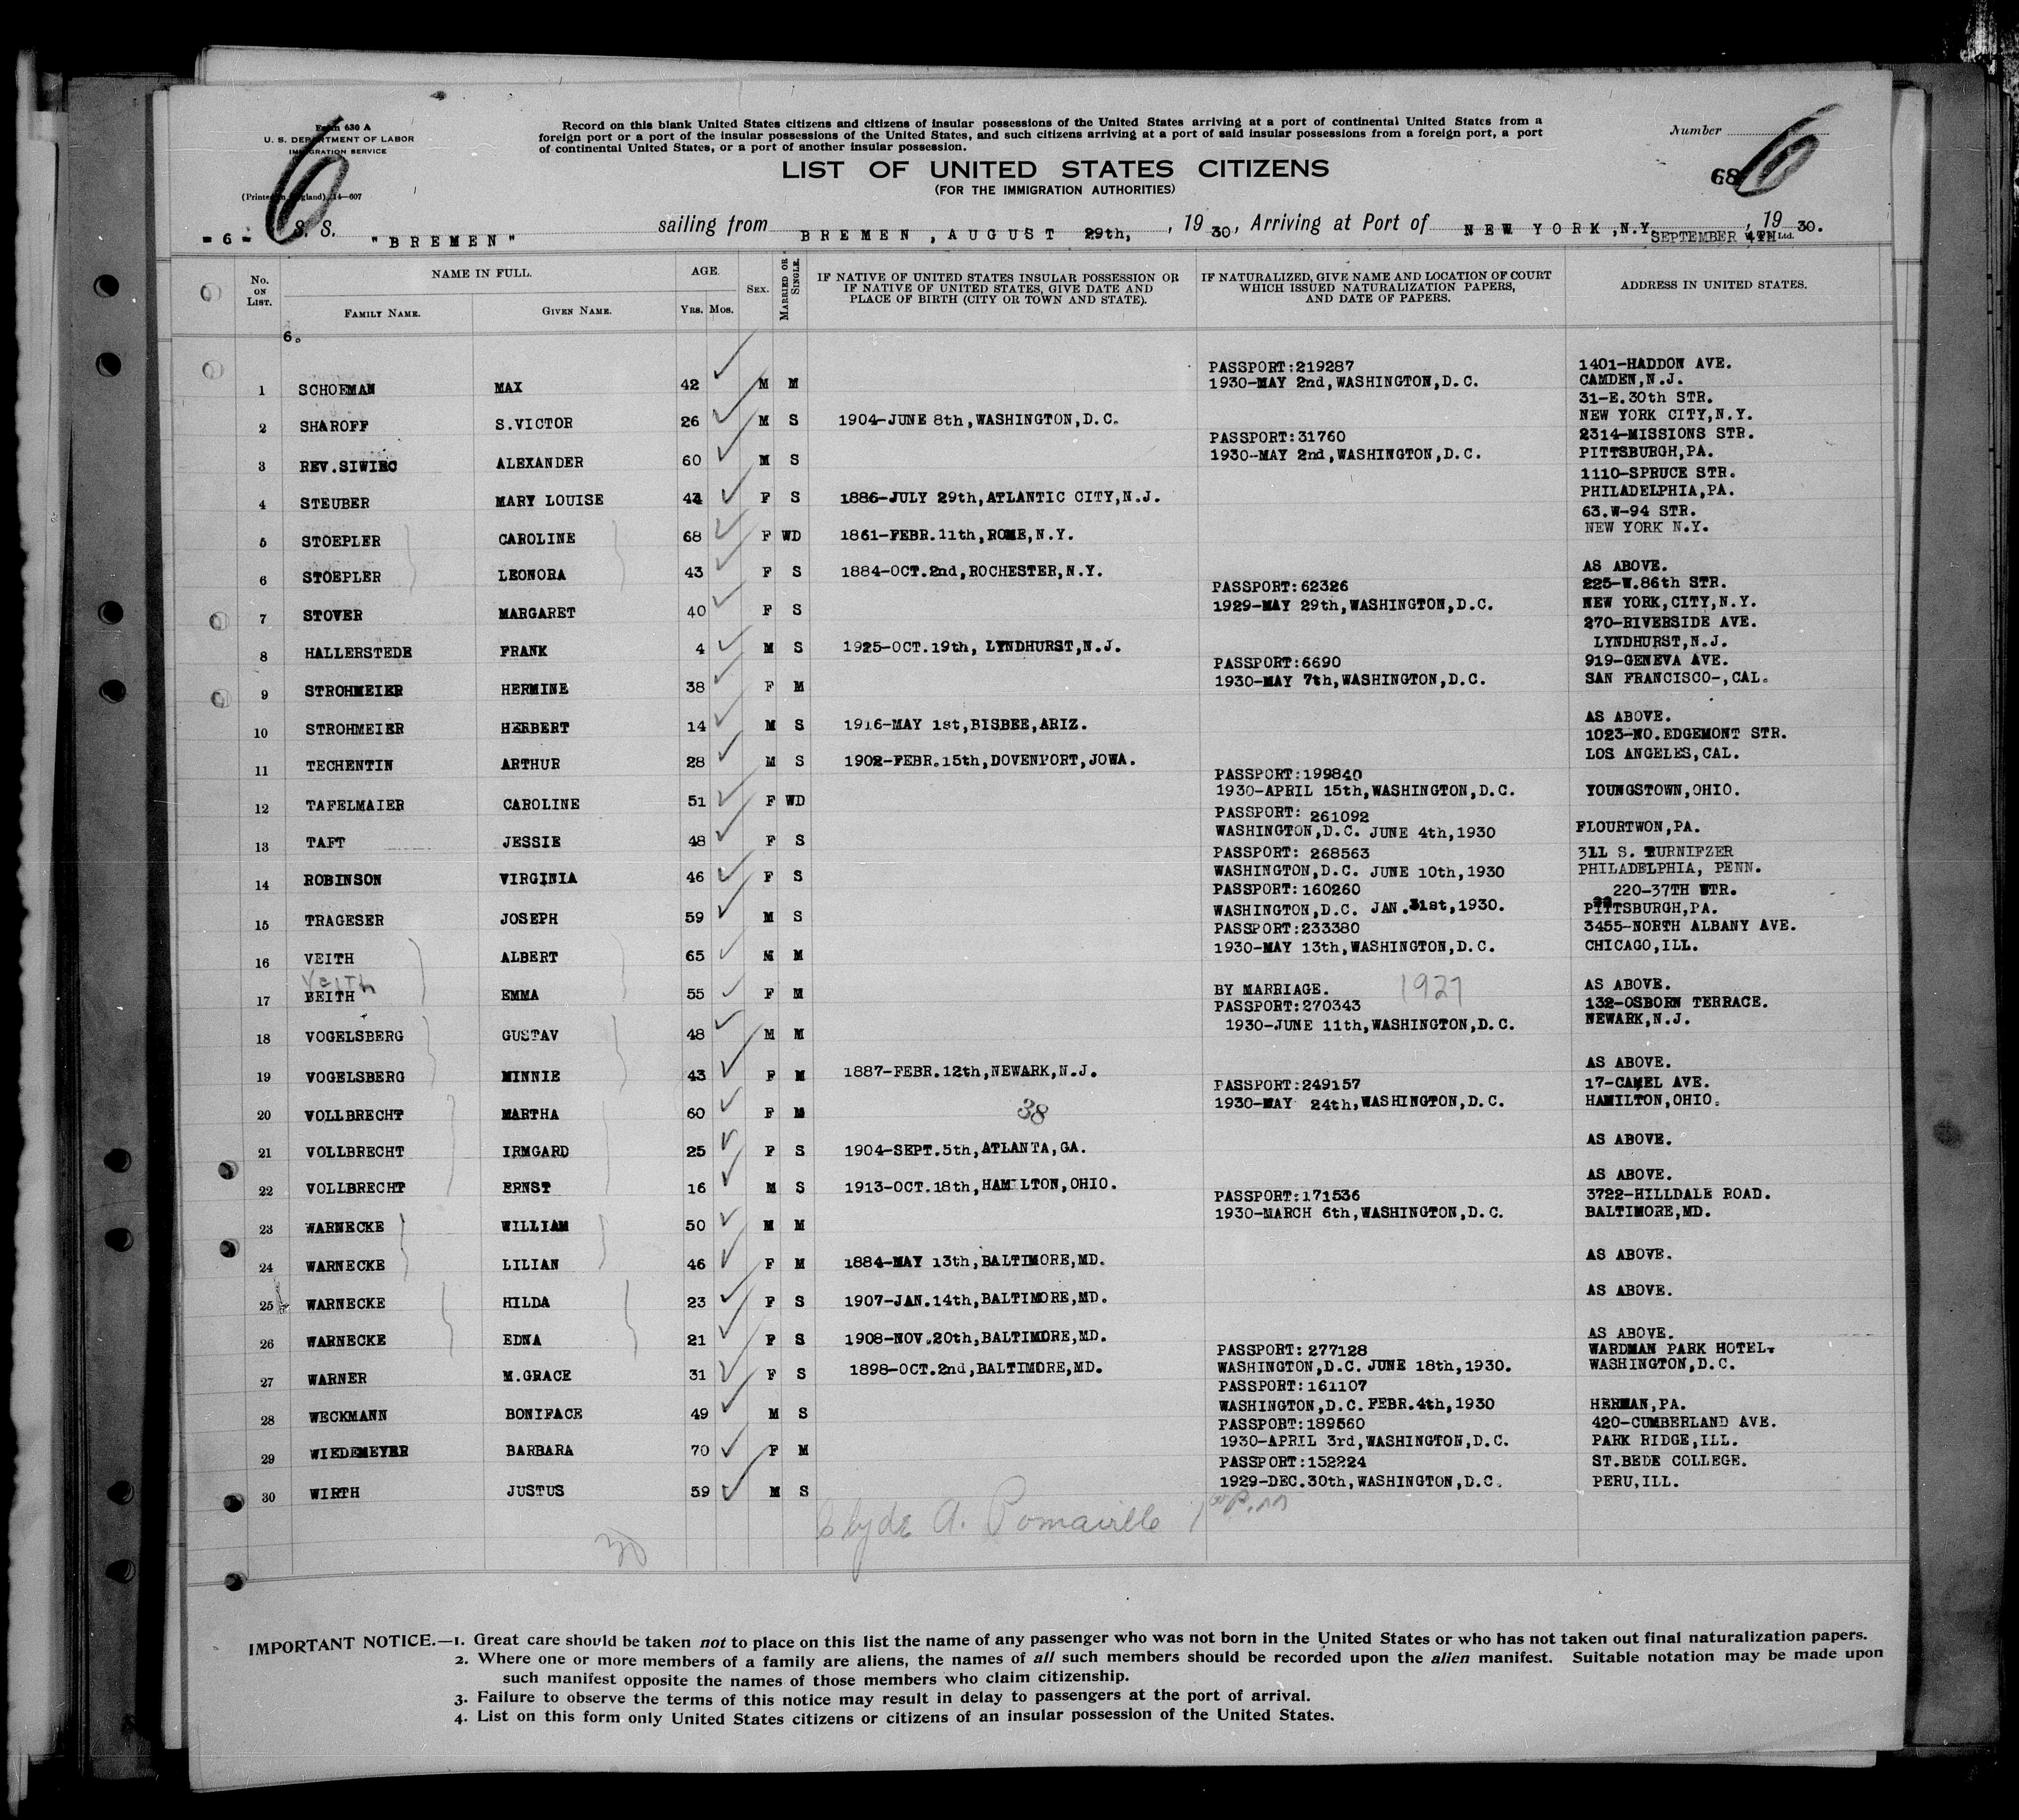 Form 630 A
U. S. DEPARTMENT OF LABOR
IMMIGRATION SERVICE
(Printed in England) 14—607
Record on this blank United States citizens and citizens of insular possessions of the United States arriving at a port of continental United States from a
foreign port or a port of the insular possessions of the United States, and such citizens arriving at a port of said insular possessions from a foreign port, a port
of continental United States, or a port of another insular possession.
Number
6
6
68
LIST OF UNITED STATES CITIZENS
(FOR THE IMMIGRATION AUTHORITIES)
- 6 - S. S. "BREMEN" sailing from BREMEN, AUGUST 29th, , 1930, Arriving at Port of NEW YORK, N.Y. SEPTEMBER 4TH , 1930.
Ltd.
No. ON LIST. NAME IN FULL. FAMILY NAME. GIVEN NAME. AGE. YRS. MOS. SEX. MARRIED OR SINGLE. IF NATIVE OF UNITED STATES INSULAR POSSESSION OR IF NATIVE OF UNITED STATES, GIVE DATE AND PLACE OF BIRTH (CITY OR TOWN AND STATE). IF NATURALIZED, GIVE NAME AND LOCATION OF COURT WHICH ISSUED NATURALIZATION PAPERS, AND DATE OF PAPERS. ADDRESS IN UNITED STATES.
6.
PASSPORT:219287 1401-HADDON AVE.
1 SCHOEMAN MAX 42 M M 1930-MAY 2nd, WASHINGTON, D.C. CAMDEN, N.J.
31-E.30th STR.
2 SHAROFF S.VICTOR 26 M S 1904-JUNE 8th, WASHINGTON, D.C. NEW YORK CITY, N.Y.
PASSPORT:31760 2314-MISSIONS STR.
3 REV.SIWIEC ALEXANDER 60 M S 1930-MAY 2nd, WASHINGTON, D.C. PITTSBURGH, PA.
1110-SPRUCE STR.
4 STEUBER MARY LOUISE 44 F S 1886-JULY 29th, ATLANTIC CITY, N.J. PHILADELPHIA, PA.
63.W-94 STR.
5 STOEPLER CAROLINE 68 F WD 1861-FEBR.11th, ROME, N.Y. NEW YORK N.Y.
6 STOEPLER LEONORA 43 F S 1884-OCT.2nd, ROCHESTER, N.Y. AS ABOVE.
PASSPORT:62326 225-W.86th STR.
7 STOVER MARGARET 40 F S 1929-MAY 29th, WASHINGTON, D.C. NEW YORK, CITY, N.Y.
270-RIVERSIDE AVE.
8 HALLERSTEDE FRANK 4 M S 1925-OCT.19th, LYNDHURST, N.J. LYNDHURST, N.J.
PASSPORT:6690 919-GENEVA AVE.
9 STROHMEIER HERMINE 38 F M 1930-MAY 7th, WASHINGTON, D.C. SAN FRANCISCO-, CAL.
10 STROHMEIER HERBERT 14 M S 1916-MAY 1st, BISBEE, ARIZ. AS ABOVE.
1023-NO.EDGEMONT STR.
11 TECHENTIN ARTHUR 28 M S 1902-FEBR.15th, DOVENPORT, JOWA. LOS ANGELES, CAL.
PASSPORT:199840
12 TAFELMAIER CAROLINE 51 F WD 1930-APRIL 15th, WASHINGTON, D.C. YOUNGSTOWN, OHIO.
PASSPORT: 261092
13 TAFT JESSIE 48 F S WASHINGTON, D.C. JUNE 4th, 1930 FLOURTWON, PA.
PASSPORT: 268563 311 S. TURNIFZER
14 ROBINSON VIRGINIA 46 F S WASHINGTON, D.C. JUNE 10th, 1930 PHILADELPHIA, PENN.
PASSPORT:160260 220-37TH STR.
15 TRAGESER JOSEPH 59 M S WASHINGTON, D.C. JAN.31st, 1930. PITTSBURGH, PA.
PASSPORT:233380 3455-NORTH ALBANY AVE.
16 VEITH ALBERT 65 M M 1930-MAY 13th, WASHINGTON, D.C. CHICAGO, ILL.
Veith
17 BEITH EMMA 55 F M BY MARRIAGE. 1927 AS ABOVE.
PASSPORT:270343 132-OSBORN TERRACE.
18 VOGELSBERG GUSTAV 48 M M 1930-JUNE 11th, WASHINGTON, D.C. NEWARK, N.J.
19 VOGELSBERG MINNIE 43 F M 1887-FEBR.12th, NEWARK, N.J. AS ABOVE.
PASSPORT:249157 17-CAMEL AVE.
20 VOLLBRECHT MARTHA 60 F M 38 1930-MAY 24th, WASHINGTON, D.C. HAMILTON, OHIO.
21 VOLLBRECHT IRMGARD 25 F S 1904-SEPT.5th, ATLANTA, GA. AS ABOVE.
22 VOLLBRECHT ERNST 16 M S 1913-OCT.18th, HAMILTON, OHIO. AS ABOVE.
PASSPORT:171536 3722-HILLDALE ROAD.
23 WARNECKE WILLIAM 50 M M 1930-MARCH 6th, WASHINGTON, D.C. BALTIMORE, MD.
24 WARNECKE LILIAN 46 F M 1884-MAY 13th, BALTIMORE, MD. AS ABOVE.
25 WARNECKE HILDA 23 F S 1907-JAN.14th, BALTIMORE, MD. AS ABOVE.
26 WARNECKE EDNA 21 F S 1908-NOV.20th, BALTIMORE, MD. AS ABOVE.
PASSPORT: 277128 WARDMAN PARK HOTEL.
27 WARNER M.GRACE 31 F S 1898-OCT.2nd, BALTIMORE, MD. WASHINGTON, D.C. JUNE 18th, 1930. WASHINGTON, D.C.
PASSPORT:161107
28 WECKMANN BONIFACE 49 M S WASHINGTON, D.C. FEBR.4th, 1930 HERMAN, PA.
PASSPORT:189560 420-CUMBERLAND AVE.
29 WIEDEMEYER BARBARA 70 F M 1930-APRIL 3rd, WASHINGTON, D.C. PARK RIDGE, ILL.
PASSPORT:152224 ST.BEDE COLLEGE.
30 WIRTH JUSTUS 59 M S 1929-DEC.30th, WASHINGTON, D.C. PERU, ILL.
Clyde A. Pomairlle
30
IMPORTANT NOTICE.—1. Great care should be taken not to place on this list the name of any passenger who was not born in the United States or who has not taken out final naturalization papers.
2. Where one or more members of a family are aliens, the names of all such members should be recorded upon the alien manifest. Suitable notation may be made upon
such manifest opposite the names of those members who claim citizenship.
3. Failure to observe the terms of this notice may result in delay to passengers at the port of arrival.
4. List on this form only United States citizens or citizens of an insular possession of the United States.